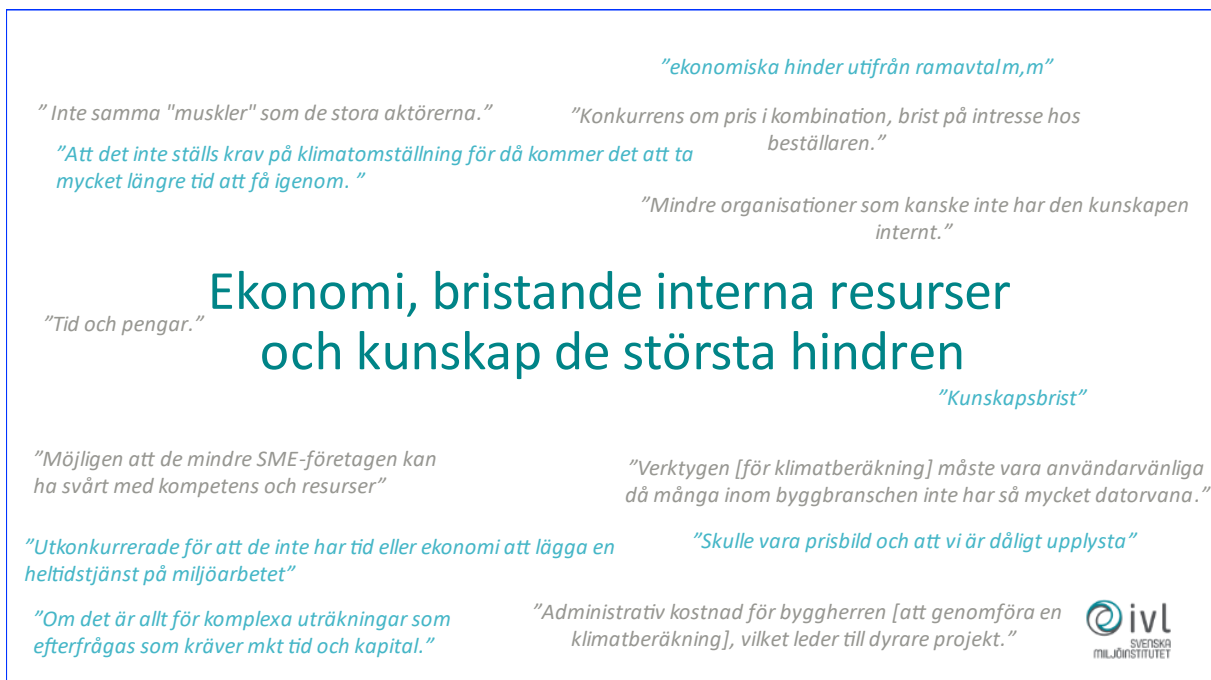 ”ekonomiska hinder utifrån ramavtal m,m”
” Inte samma "muskler" som de stora aktörerna.”
”Konkurrens om pris i kombination, brist på intresse hos
beställaren.”
”Att det inte ställs krav på klimatomställning för då kommer det att ta
mycket längre tid att få igenom. ”
”Mindre organisationer som kanske inte har den kunskapen
internt.”
Ekonomi, bristande interna resurser
och kunskap de största hindren
”Tid och pengar.”
”Kunskapsbrist”
”Möjligen att de mindre SME-företagen kan
ha svårt med kompetens och resurser”
”Verktygen [för klimatberäkning] måste vara användarvänliga
då många inom byggbranschen inte har så mycket datorvana.”
”Utkonkurrerade för att de inte har tid eller ekonomi att lägga en
heltidstjänst på miljöarbetet”
”Skulle vara prisbild och att vi är dåligt upplysta”
”Om det är allt för komplexa uträkningar som
efterfrågas som kräver mkt tid och kapital.”
”Administrativ kostnad för byggherren [att genomföra en
klimatberäkning], vilket leder till dyrare projekt.”
ivl
SVENSKA
MILJÖINSTITUTET